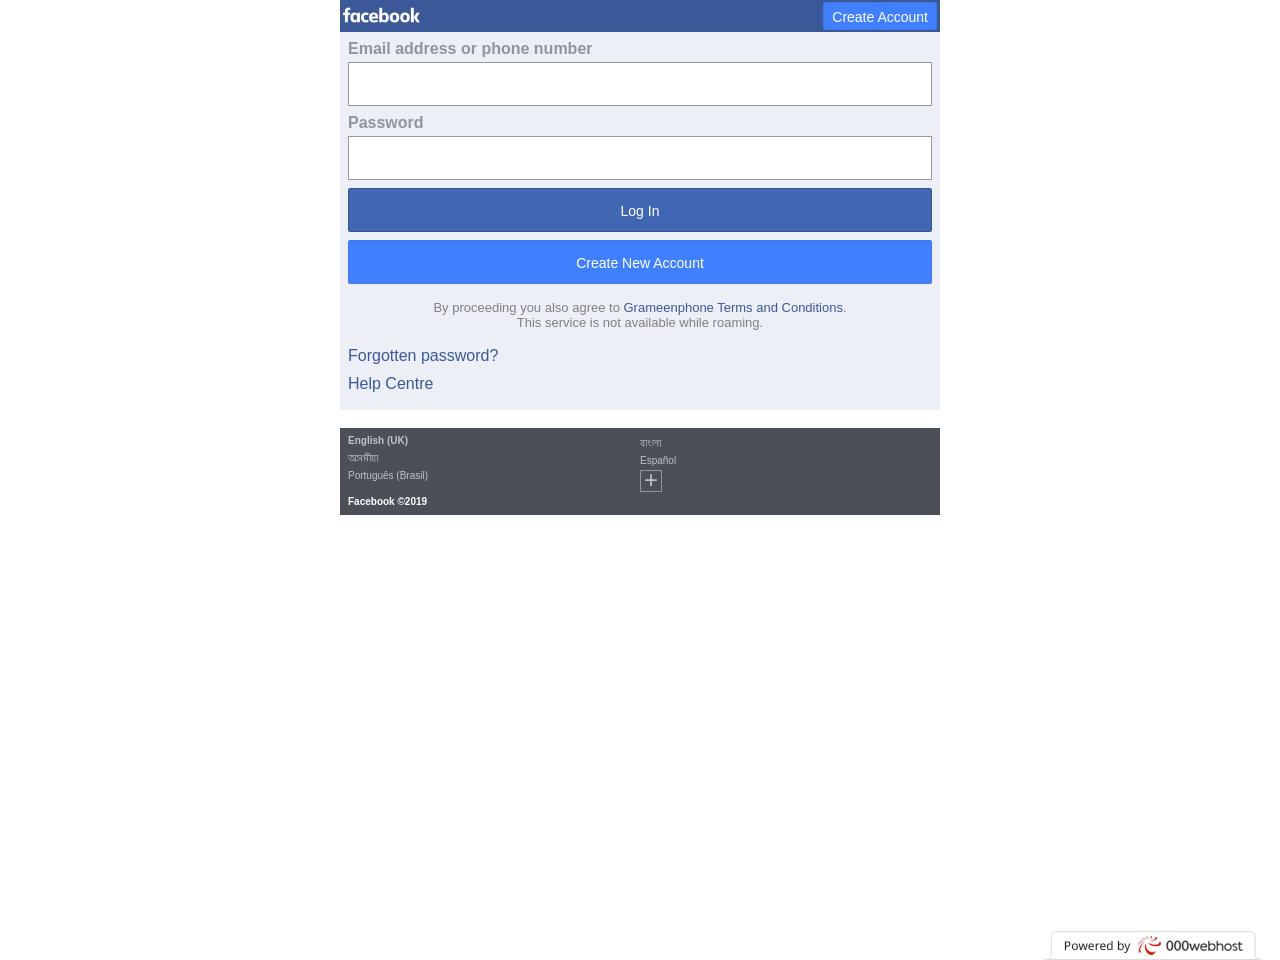 facebook
Create Account
Email address or phone number
Password
Log In
Create New Account
By proceeding you also agree to Grameenphone Terms and Conditions.
This service is not available while roaming.
Forgotten password?
Help Centre
English (UK)
অসমীয়া
Português (Brasil)
বাংলা
Español
Facebook ©2019
Powered by 000webhost